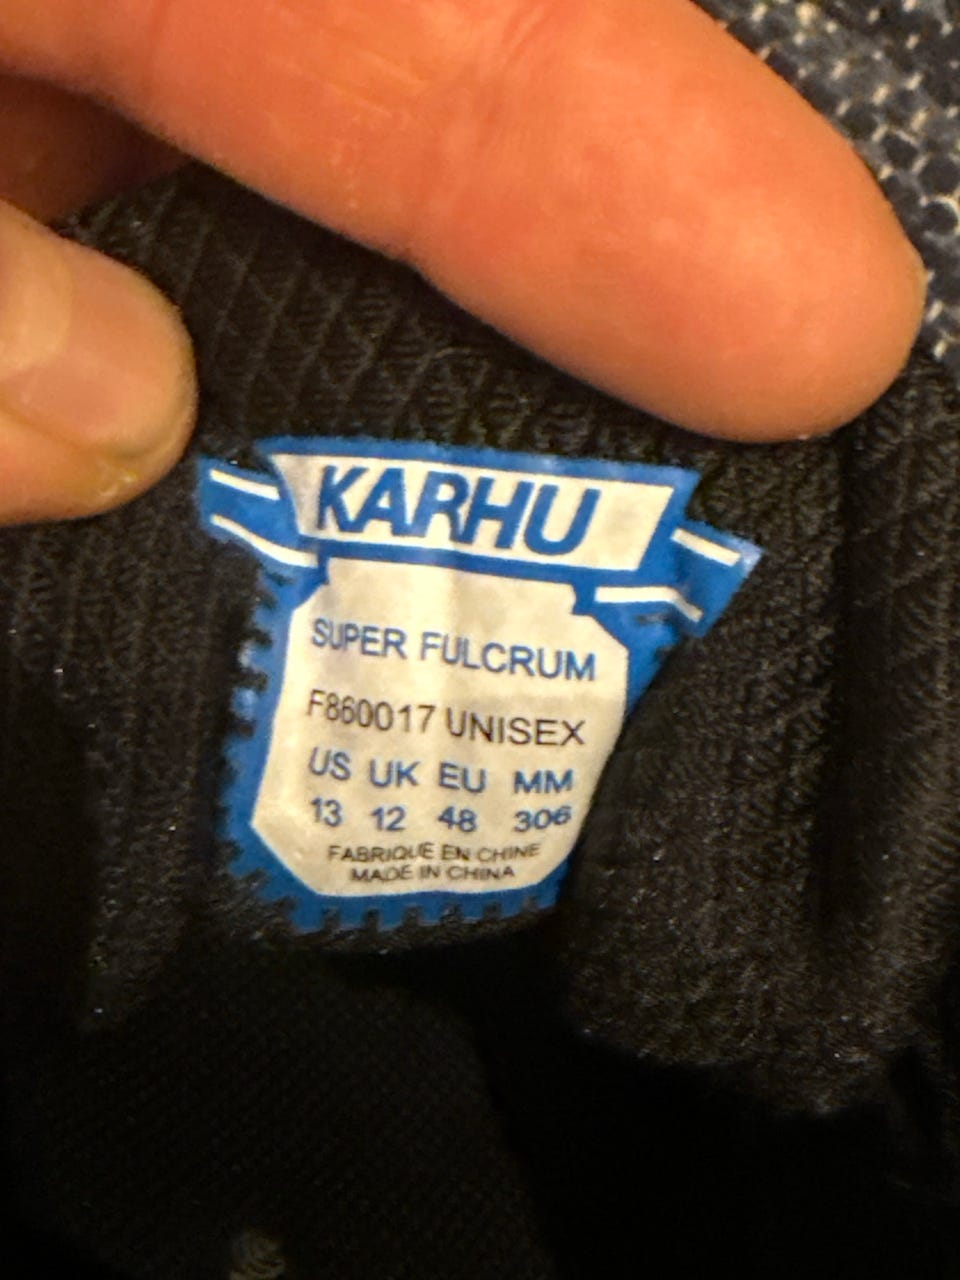 KARHU
SUPER FULCRUM
F860017 UNISEX
US UK EU MM
13 12 48 306
FABRIQUE EN CHINE
MADE IN CHINA